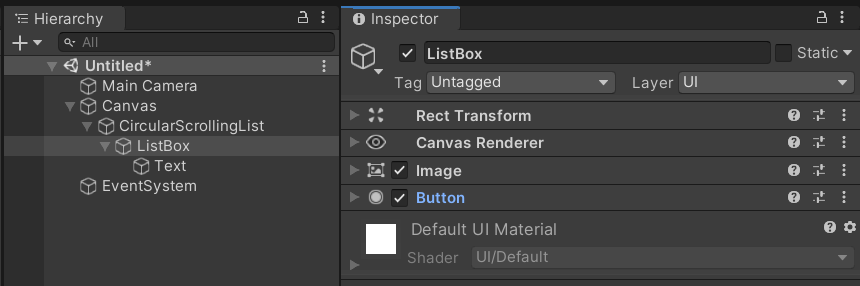 Hierarchy
All
Untitled*
Main Camera
Canvas
CircularScrollingList
ListBox
Text
EventSystem
Inspector
ListBox
Static
Tag Untagged Layer UI
Rect Transform
Canvas Renderer
Image
Button
Default UI Material
Shader UI/Default